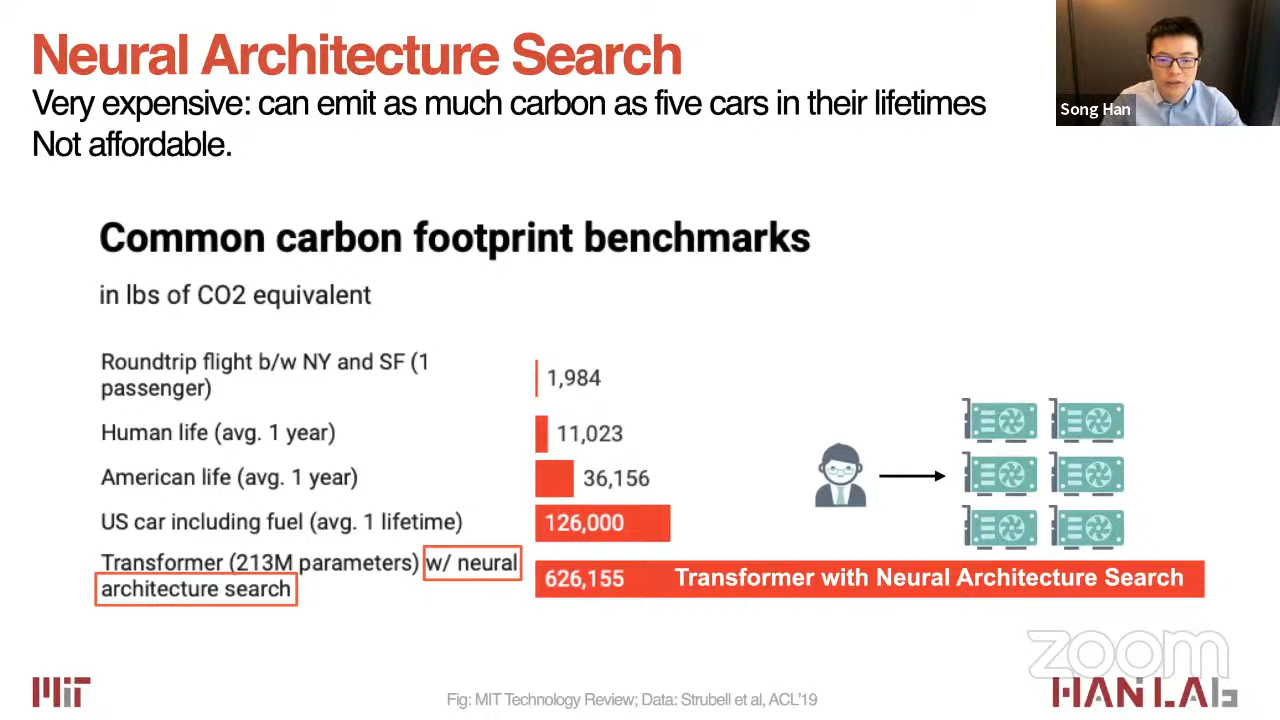 Neural Architecture Search
Very expensive: can emit as much carbon as five cars in their lifetimes
Not affordable.
Song Han
Common carbon footprint benchmarks
in lbs of CO2 equivalent
Roundtrip flight b/w NY and SF (1
passenger)
1,984
Human life (avg. 1 year)
11,023
American life (avg. 1 year)
36,156
US car including fuel (avg. 1 lifetime)
126,000
Transformer (213M parameters) w/ neural
architecture search
626,155
Transformer with Neural Architecture Search
zoom
MIT
HAN LAB
Fig: MIT Technology Review; Data: Strubell et al, ACL'19